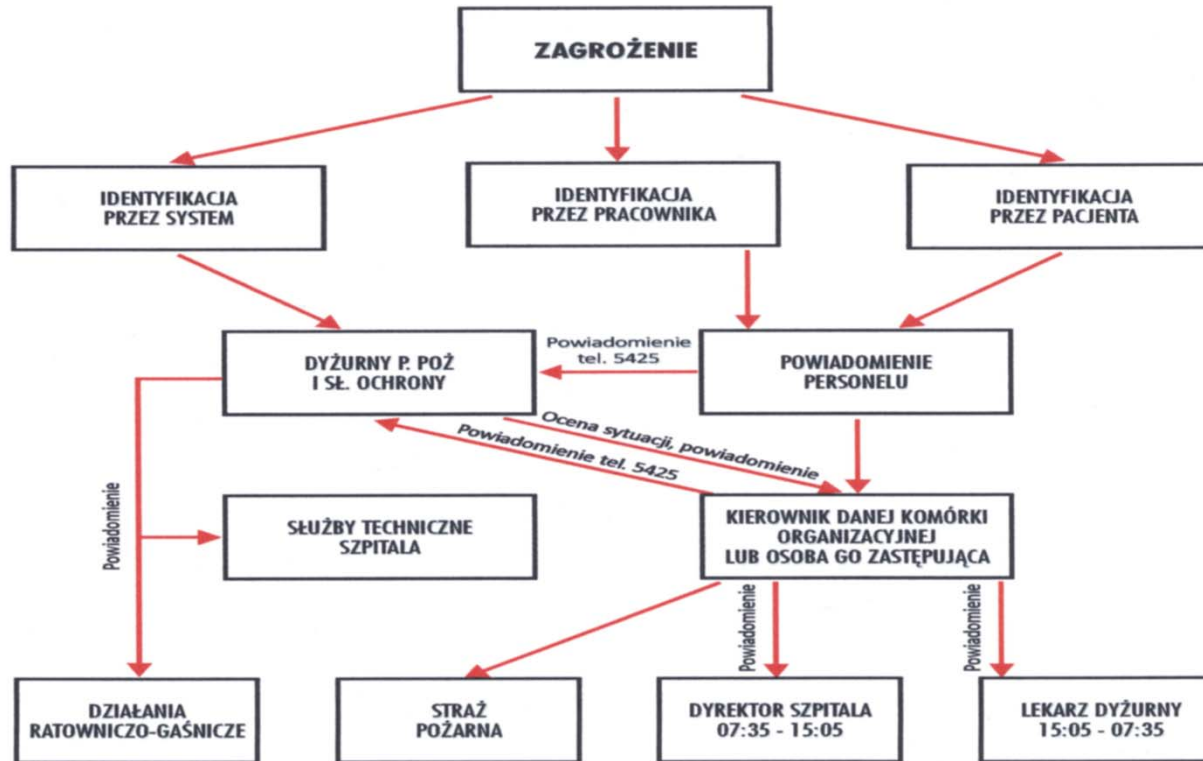 ZAGROŻENIE
IDENTYFIKACJA
PRZEZ SYSTEM
IDENTYFIKACJA
PRZEZ PRACOWNIKA
IDENTYFIKACJA
PRZEZ PACJENTA
DYŻURNY P. POŻ
I SŁ. OCHRONY
Powiadomienie
tel. 5425
POWIADOMIENIE
PERSONELU
Ocena sytuacji, powiadomienie
Powiadomienie tel. 5425
Powiadomienie
SŁUŻBY TECHNICZNE
SZPITALA
KIEROWNIK DANEJ KOMÓRKI
ORGANIZACYJNEJ
LUB OSOBA GO ZASTĘPUJĄCA
Powiadomienie
Powiadomienie
DZIAŁANIA
RATOWNICZO-GAŚNICZE
STRAŻ
POŻARNA
DYREKTOR SZPITALA
07:35 - 15:05
LEKARZ DYŻURNY
15:05 - 07:35